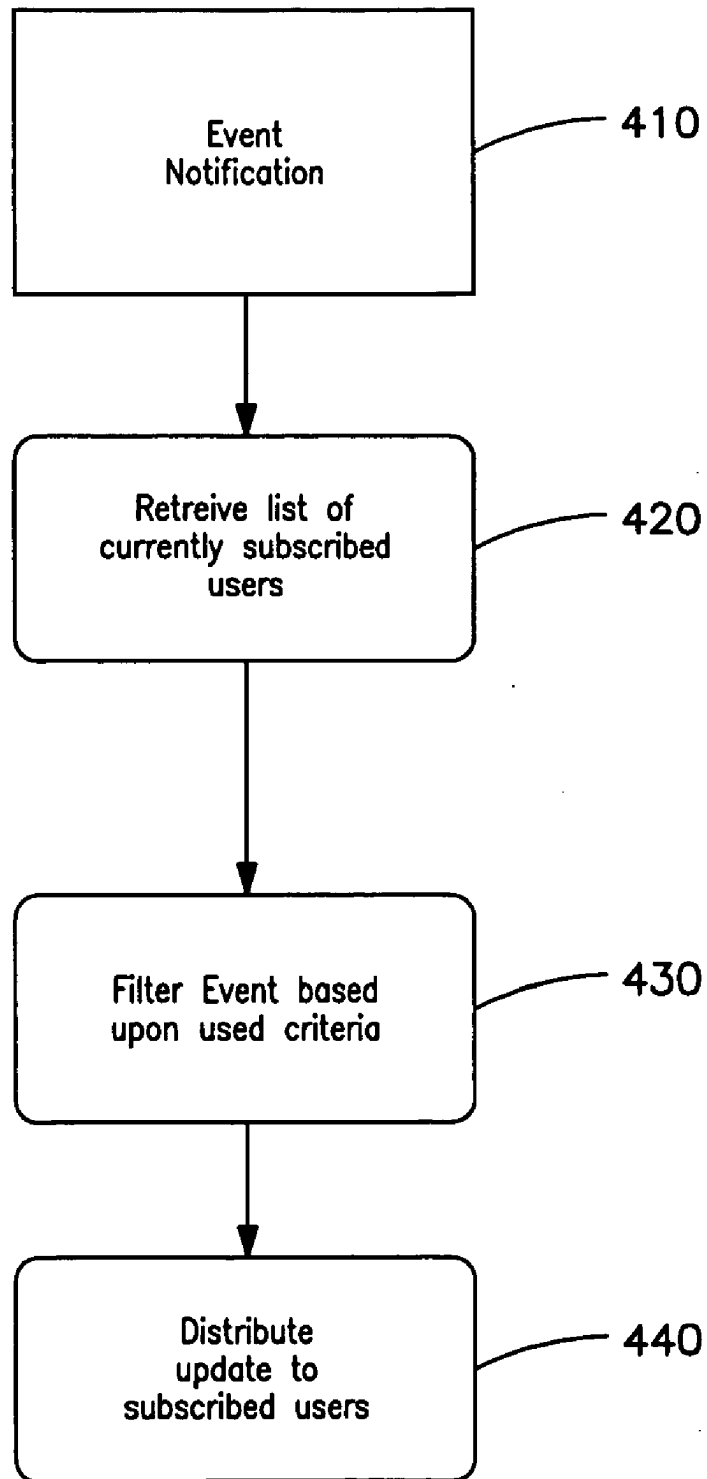 Event
Notification
410
Retreive list of
currently subscribed
users
420
Filter Event based
upon used criteria
430
Distribute
update to
subscribed users
440